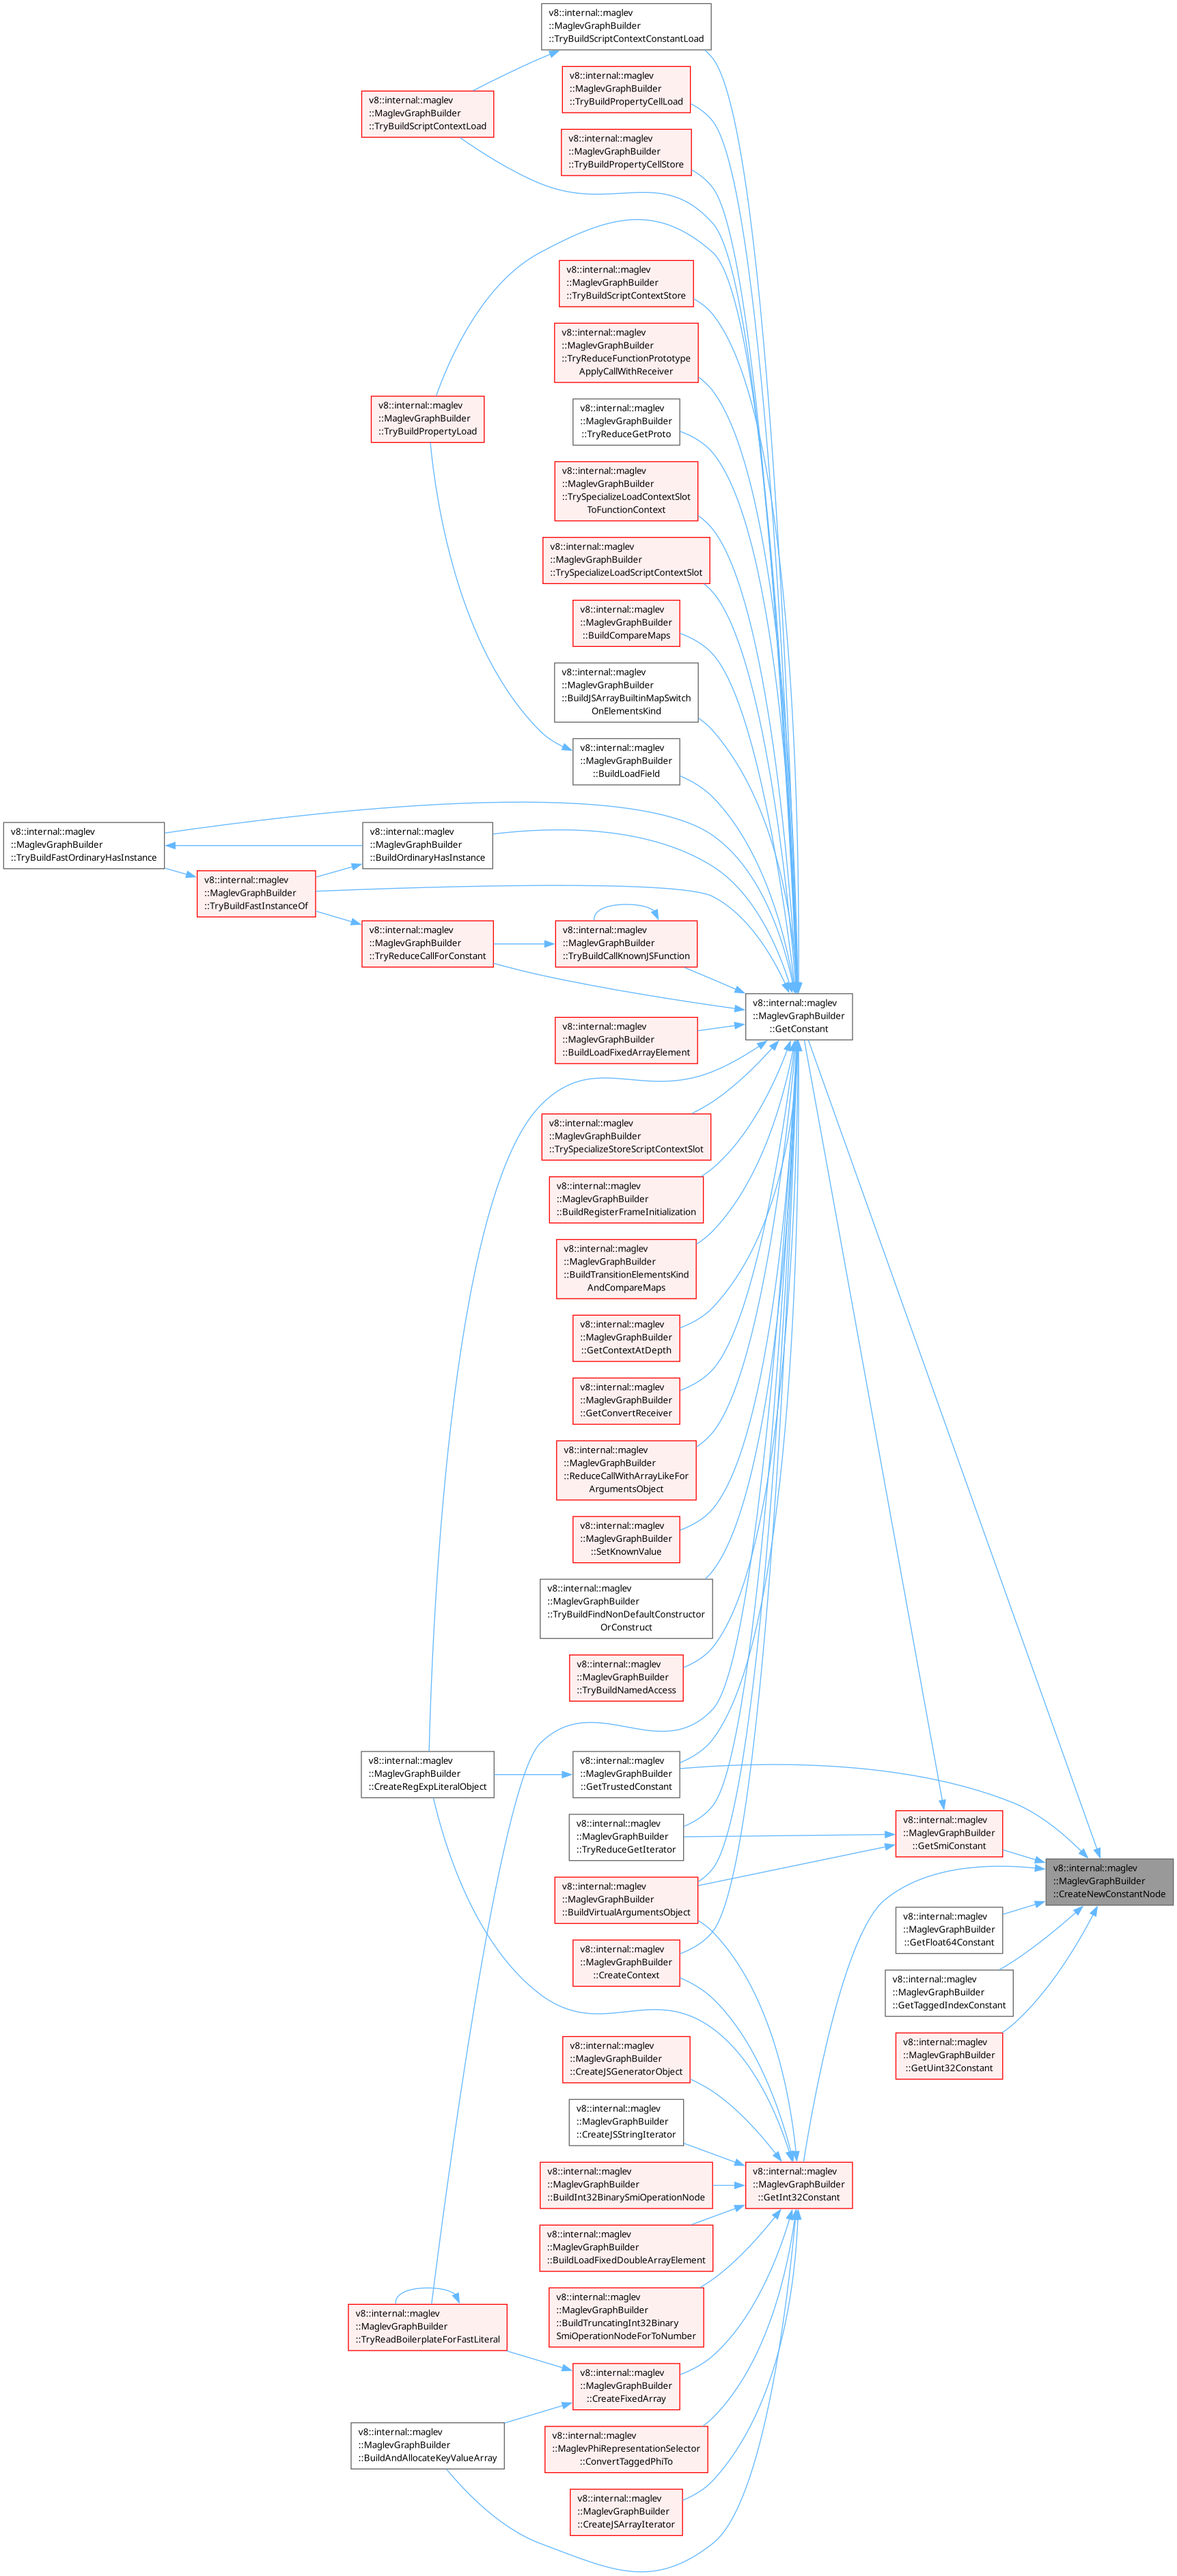 v8::internal::maglev
::MaglevGraphBuilder
::TryBuildScriptContextConstantLoad
v8::internal::maglev
::MaglevGraphBuilder
::TryBuildPropertyCellLoad
v8::internal::maglev
::MaglevGraphBuilder
::TryBuildScriptContextLoad
v8::internal::maglev
::MaglevGraphBuilder
::TryBuildPropertyCellStore
v8::internal::maglev
::MaglevGraphBuilder
::TryBuildScriptContextStore
v8::internal::maglev
::MaglevGraphBuilder
::TryReduceFunctionPrototype
ApplyCallWithReceiver
v8::internal::maglev
::MaglevGraphBuilder
::TryBuildPropertyLoad
v8::internal::maglev
::MaglevGraphBuilder
::TryReduceGetProto
v8::internal::maglev
::MaglevGraphBuilder
::TrySpecializeLoadContextSlot
ToFunctionContext
v8::internal::maglev
::MaglevGraphBuilder
::TrySpecializeLoadScriptContextSlot
v8::internal::maglev
::MaglevGraphBuilder
::BuildCompareMaps
v8::internal::maglev
::MaglevGraphBuilder
::BuildJSArrayBuiltinMapSwitch
OnElementsKind
v8::internal::maglev
::MaglevGraphBuilder
::BuildLoadField
v8::internal::maglev
::MaglevGraphBuilder
::TryBuildFastOrdinaryHasInstance
v8::internal::maglev
::MaglevGraphBuilder
::BuildOrdinaryHasInstance
v8::internal::maglev
::MaglevGraphBuilder
::TryBuildFastInstanceOf
v8::internal::maglev
::MaglevGraphBuilder
::TryReduceCallForConstant
v8::internal::maglev
::MaglevGraphBuilder
::TryBuildCallKnownJSFunction
v8::internal::maglev
::MaglevGraphBuilder
::GetConstant
v8::internal::maglev
::MaglevGraphBuilder
::BuildLoadFixedArrayElement
v8::internal::maglev
::MaglevGraphBuilder
::TrySpecializeStoreScriptContextSlot
v8::internal::maglev
::MaglevGraphBuilder
::BuildRegisterFrameInitialization
v8::internal::maglev
::MaglevGraphBuilder
::BuildTransitionElementsKind
AndCompareMaps
v8::internal::maglev
::MaglevGraphBuilder
::GetContextAtDepth
v8::internal::maglev
::MaglevGraphBuilder
::GetConvertReceiver
v8::internal::maglev
::MaglevGraphBuilder
::ReduceCallWithArrayLikeFor
ArgumentsObject
v8::internal::maglev
::MaglevGraphBuilder
::SetKnownValue
v8::internal::maglev
::MaglevGraphBuilder
::TryBuildFindNonDefaultConstructor
OrConstruct
v8::internal::maglev
::MaglevGraphBuilder
::TryBuildNamedAccess
v8::internal::maglev
::MaglevGraphBuilder
::CreateRegExpLiteralObject
v8::internal::maglev
::MaglevGraphBuilder
::GetTrustedConstant
v8::internal::maglev
::MaglevGraphBuilder
::TryReduceGetIterator
v8::internal::maglev
::MaglevGraphBuilder
::GetSmiConstant
v8::internal::maglev
::MaglevGraphBuilder
::CreateNewConstantNode
v8::internal::maglev
::MaglevGraphBuilder
::BuildVirtualArgumentsObject
v8::internal::maglev
::MaglevGraphBuilder
::GetFloat64Constant
v8::internal::maglev
::MaglevGraphBuilder
::CreateContext
v8::internal::maglev
::MaglevGraphBuilder
::GetTaggedIndexConstant
v8::internal::maglev
::MaglevGraphBuilder
::GetUint32Constant
v8::internal::maglev
::MaglevGraphBuilder
::CreateJSGeneratorObject
v8::internal::maglev
::MaglevGraphBuilder
::CreateJSStringIterator
v8::internal::maglev
::MaglevGraphBuilder
::BuildInt32BinarySmiOperationNode
v8::internal::maglev
::MaglevGraphBuilder
::GetInt32Constant
v8::internal::maglev
::MaglevGraphBuilder
::BuildLoadFixedDoubleArrayElement
v8::internal::maglev
::MaglevGraphBuilder
::BuildTruncatingInt32Binary
SmiOperationNodeForToNumber
v8::internal::maglev
::MaglevGraphBuilder
::TryReadBoilerplateForFastLiteral
v8::internal::maglev
::MaglevGraphBuilder
::CreateFixedArray
v8::internal::maglev
::MaglevGraphBuilder
::BuildAndAllocateKeyValueArray
v8::internal::maglev
::MaglevPhiRepresentationSelector
::ConvertTaggedPhiTo
v8::internal::maglev
::MaglevGraphBuilder
::CreateJSArrayIterator